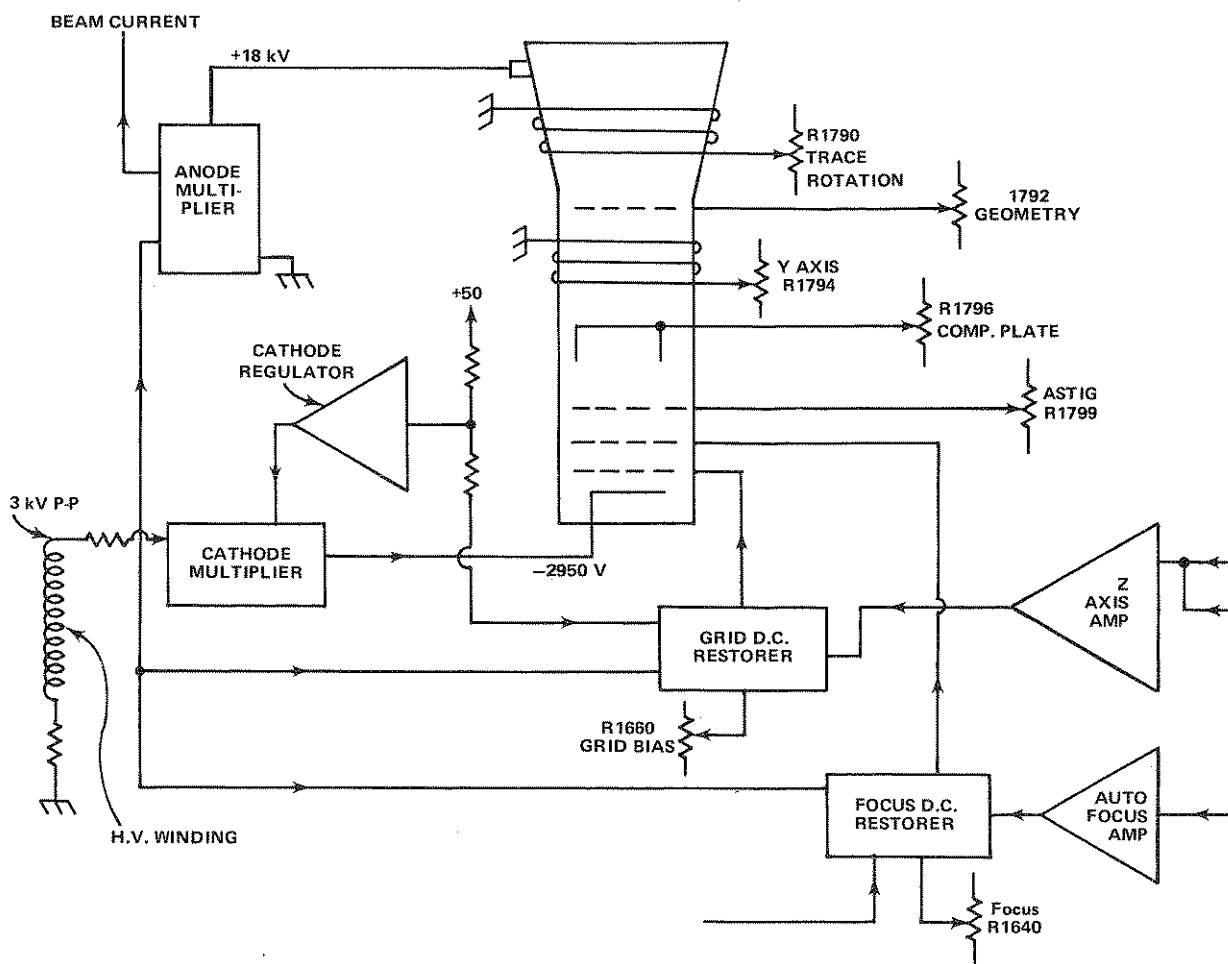 BEAM CURRENT
+18 kV
ANODE
MULTI-
PLIER
R1790
TRACE
ROTATION
1792
GEOMETRY
Y AXIS
R1794
+50
R1796
COMP. PLATE
CATHODE
REGULATOR
ASTIG
R1799
3 kV P-P
CATHODE
MULTIPLIER
−2950 V
Z
AXIS
AMP
GRID D.C.
RESTORER
R1660
GRID BIAS
H.V. WINDING
FOCUS D.C.
RESTORER
AUTO
FOCUS
AMP
Focus
R1640